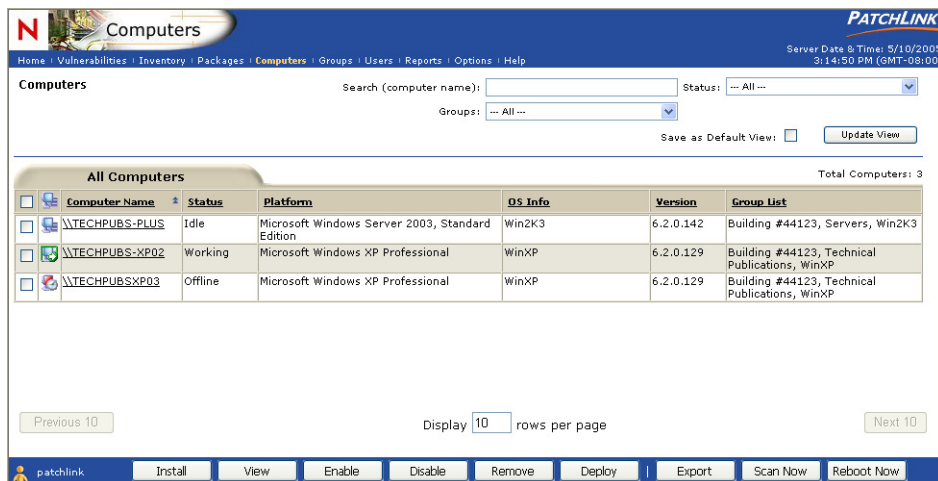 N Computers
PATCHLINK
Server Date & Time: 5/10/2005
3:14:50 PM (GMT-08:00
Home | Vulnerabilities | Inventory | Packages | Computers | Groups | Users | Reports | Options | Help
Computers
Search (computer name):
Status: --- All ---
Groups: --- All ---
Save as Default View:
Update View
All Computers
Total Computers: 3
Computer Name Status Platform OS Info Version Group List
\\TECHPUBS-PLUS Idle Microsoft Windows Server 2003, Standard Edition Win2K3 6.2.0.142 Building #44123, Servers, Win2K3
\\TECHPUBS-XP02 Working Microsoft Windows XP Professional WinXP 6.2.0.129 Building #44123, Technical Publications, WinXP
\\TECHPUBSXP03 Offline Microsoft Windows XP Professional WinXP 6.2.0.129 Building #44123, Technical Publications, WinXP
Previous 10
Display 10 rows per page
Next 10
patchlink Install View Enable Disable Remove Deploy | Export Scan Now Reboot Now